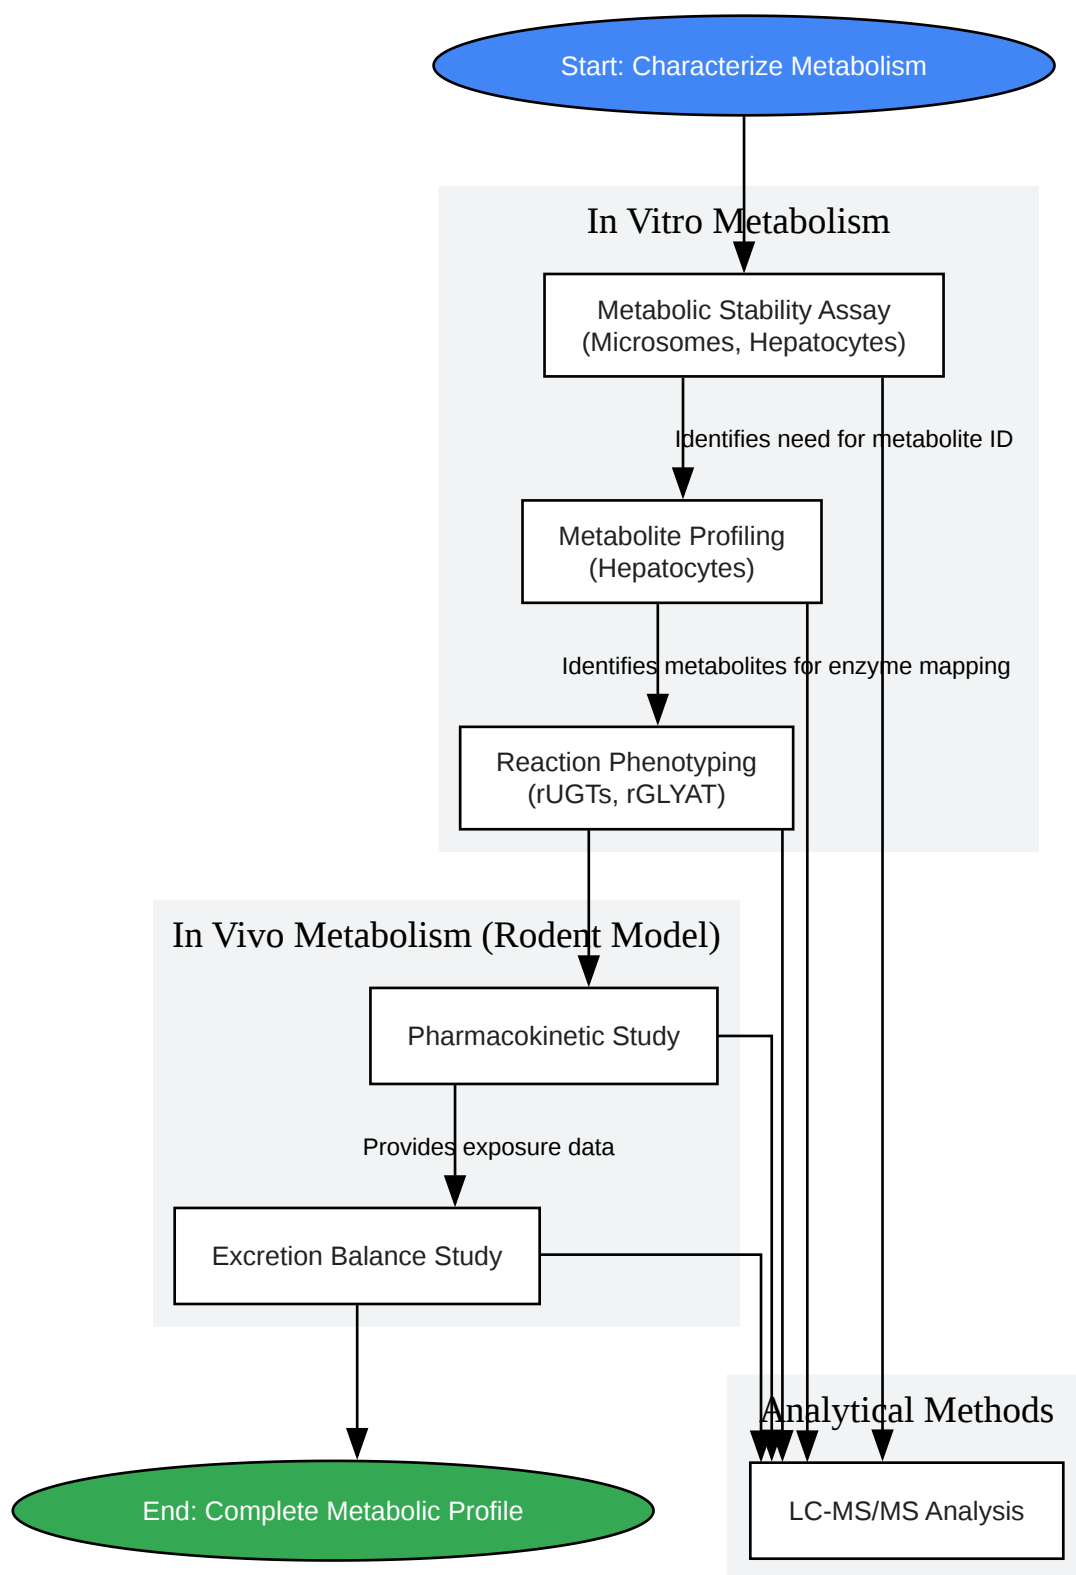 Start: Characterize Metabolism
In Vitro Metabolism
Metabolic Stability Assay
(Microsomes, Hepatocytes)
Identifies need for metabolite ID
Metabolite Profiling
(Hepatocytes)
Identifies metabolites for enzyme mapping
Reaction Phenotyping
(rUGTs, rGLYAT)
In Vivo Metabolism (Rodent Model)
Pharmacokinetic Study
Provides exposure data
Excretion Balance Study
Analytical Methods
End: Complete Metabolic Profile
LC-MS/MS Analysis